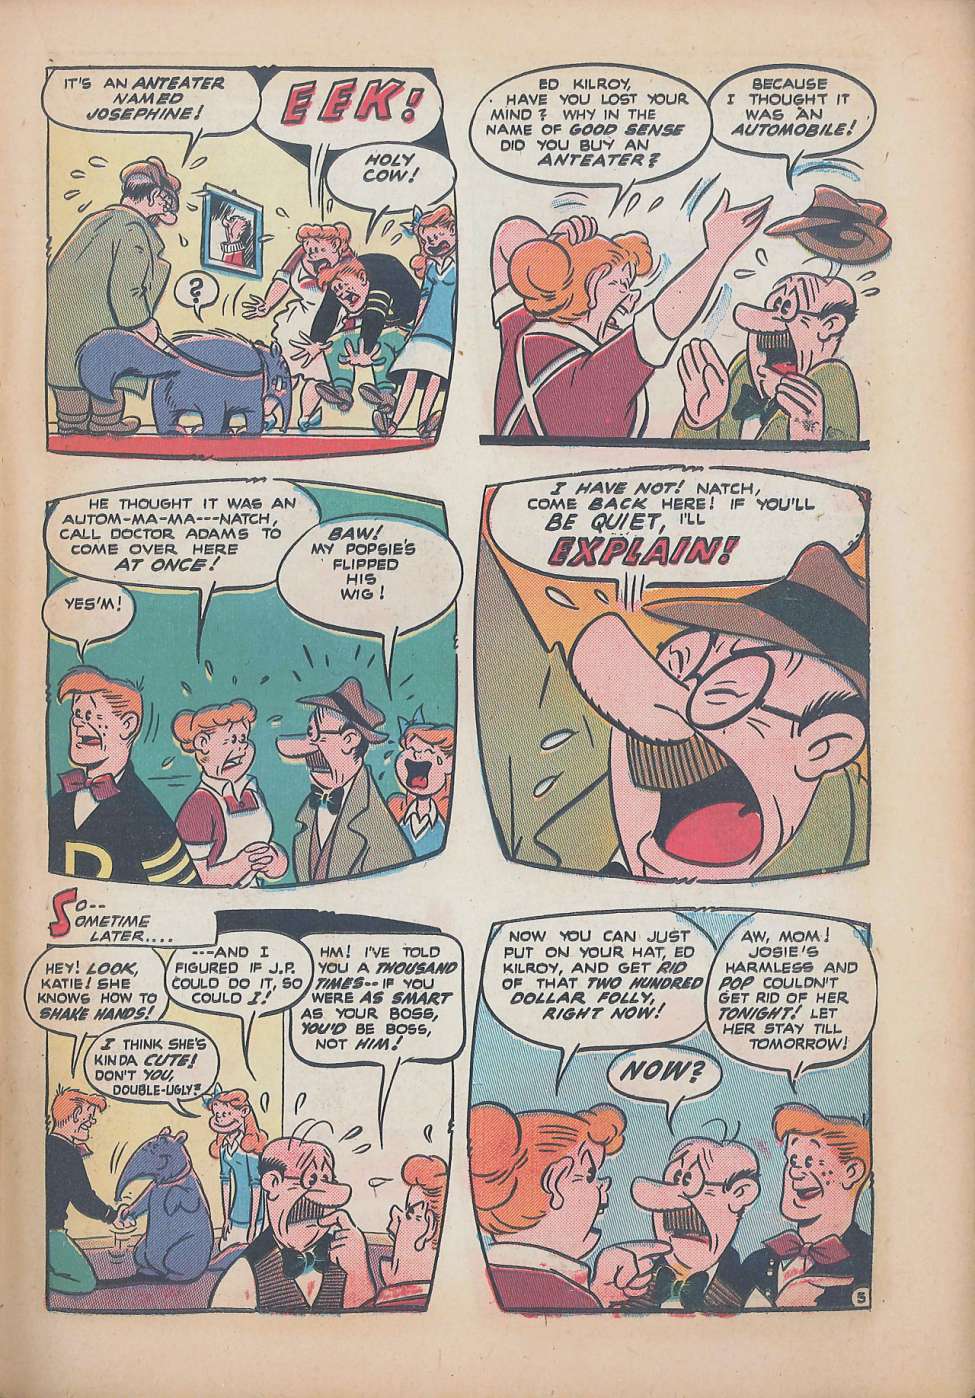 IT'S AN ANTEATER
NAMED
JOSEPHINE!
EEK!
HOLY
COW!
?
ED KILROY,
HAVE YOU LOST YOUR
MIND? WHY IN THE
NAME OF GOOD SENSE
DID YOU BUY AN
ANTEATER?
BECAUSE
I THOUGHT IT
WAS AN
AUTOMOBILE!
HE THOUGHT IT WAS AN
AUTOM-MA-MA---NATCH,
CALL DOCTOR ADAMS TO
COME OVER HERE
AT ONCE!
YES'M!
BAW!
MY POPSIE'S
FLIPPED
HIS
WIG!
D
I HAVE NOT! NATCH,
COME BACK HERE! IF YOU'LL
BE QUIET, I'LL
EXPLAIN!
SO--
SOMETIME
LATER....
HEY! LOOK,
KATIE! SHE
KNOWS HOW TO
SHAKE HANDS!
I THINK SHE'S
KINDA CUTE!
DON'T YOU,
DOUBLE-UGLY?
---AND I
FIGURED IF J.P.
COULD DO IT, SO
COULD I!
HM! I'VE TOLD
YOU A THOUSAND
TIMES--IF YOU
WERE AS SMART
AS YOUR BOSS,
YOU'D BE BOSS,
NOT HIM!
NOW YOU CAN JUST
PUT ON YOUR HAT, ED
KILROY, AND GET RID
OF THAT TWO HUNDRED
DOLLAR FOLLY,
RIGHT NOW!
NOW?
AW, MOM!
JOSIE'S
HARMLESS AND
POP COULDN'T
GET RID OF HER
TONIGHT! LET
HER STAY TILL
TOMORROW!
5